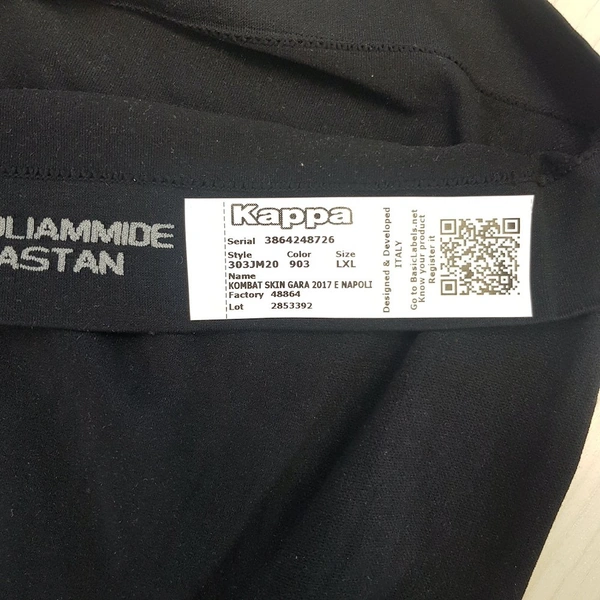 Kappa
Serial 3864248726
Style Color Size
303JM20 903 LXL
Name
KOMBAT SKIN GARA 2017 E NAPOLI
Factory 48864
Lot 2853392
Designed & Developed
ITALY
Go to BasicLabels.net
Know your product
Register it
LIAMMIDE
ASTAN